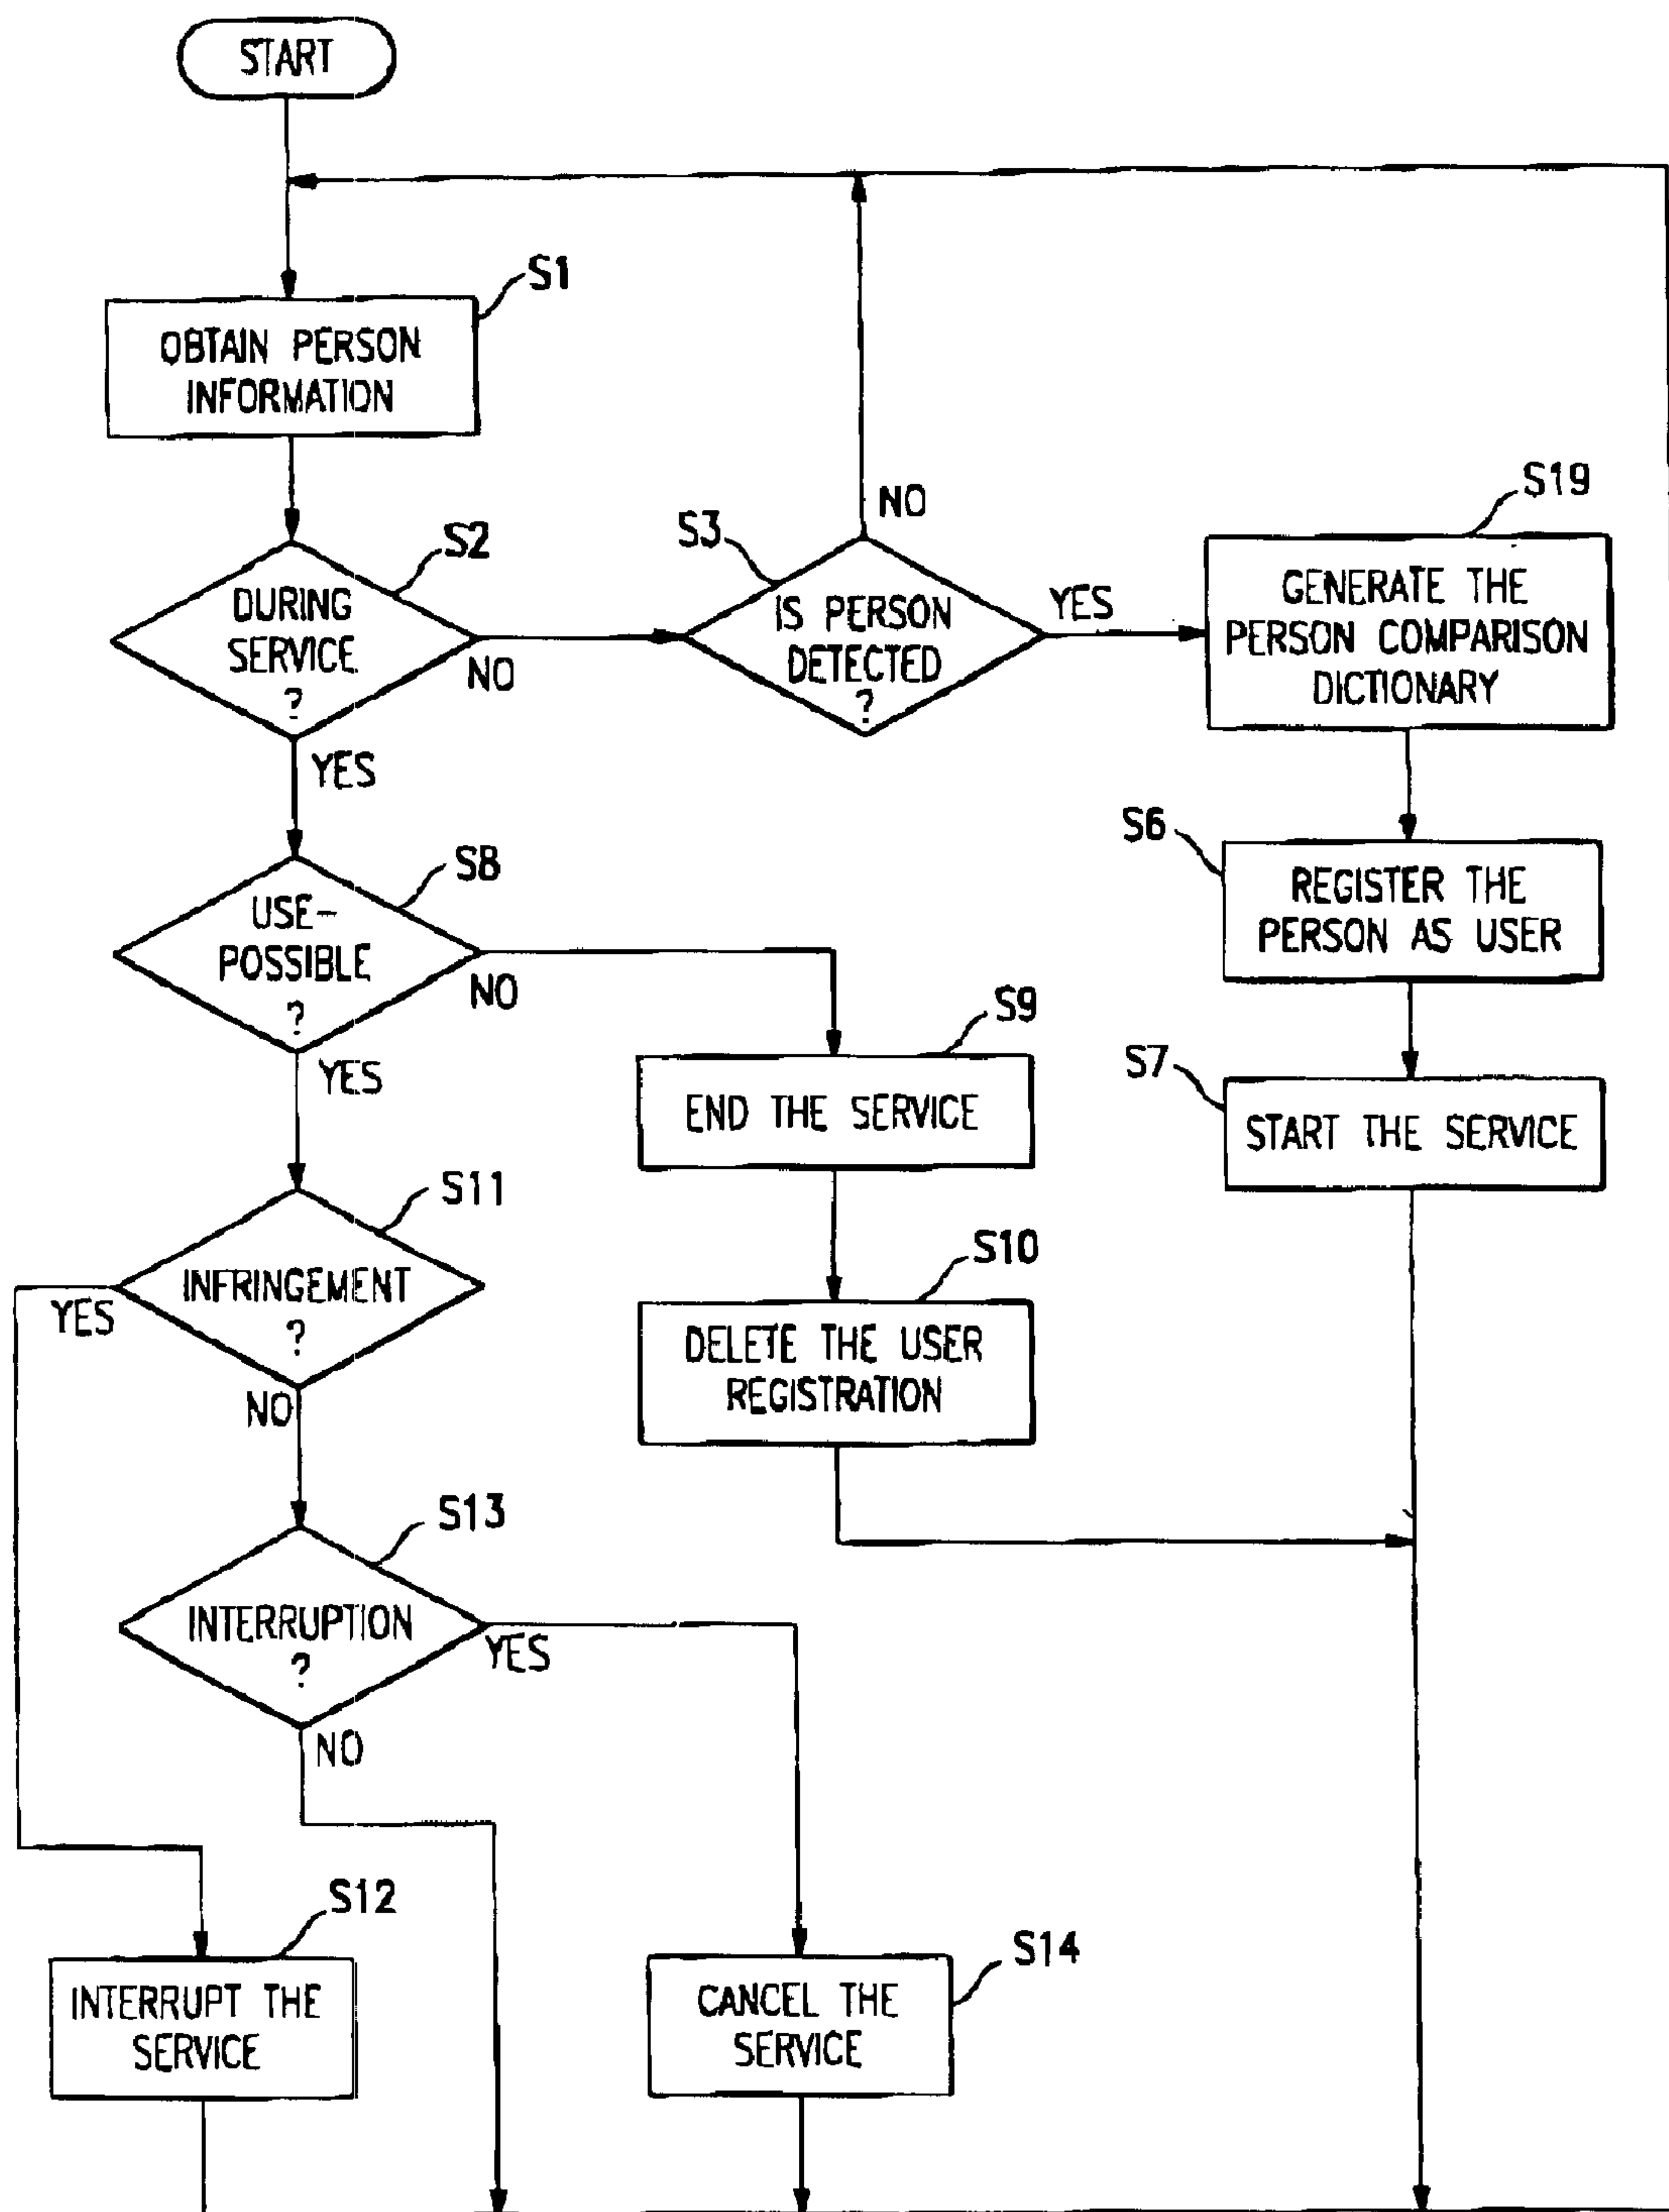 START
S1
OBTAIN PERSON
INFORMATION
S2
DURING
SERVICE
?
NO
YES
S3
IS PERSON
DETECTED
?
NO
YES
S19
GENERATE THE
PERSON COMPARISON
DICTIONARY
S6
REGISTER THE
PERSON AS USER
S7
START THE SERVICE
S8
USE-
POSSIBLE
?
NO
YES
S9
END THE SERVICE
S10
DELETE THE USER
REGISTRATION
S11
INFRINGEMENT
?
YES
NO
S13
INTERRUPTION
?
YES
NO
S12
INTERRUPT THE
SERVICE
S14
CANCEL THE
SERVICE